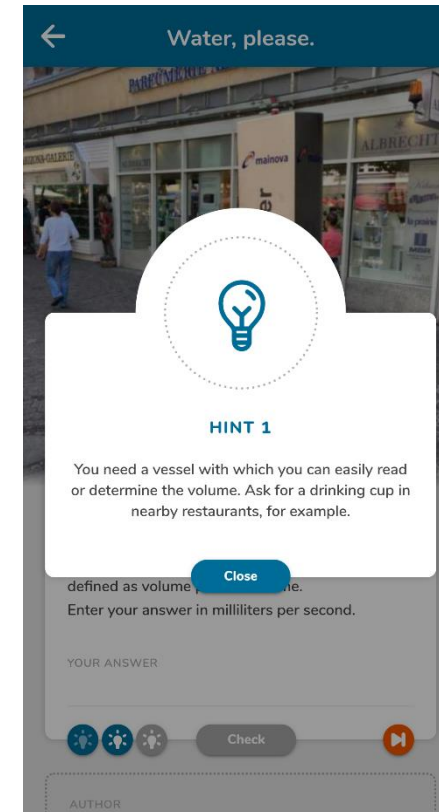 Water, please.
PARFUMERIE
ALBRECHT
mainova
HINT 1
You need a vessel with which you can easily read
or determine the volume. Ask for a drinking cup in
nearby restaurants, for example.
Close
defined as volume
Enter your answer in milliliters per second.
YOUR ANSWER
Check
AUTHOR